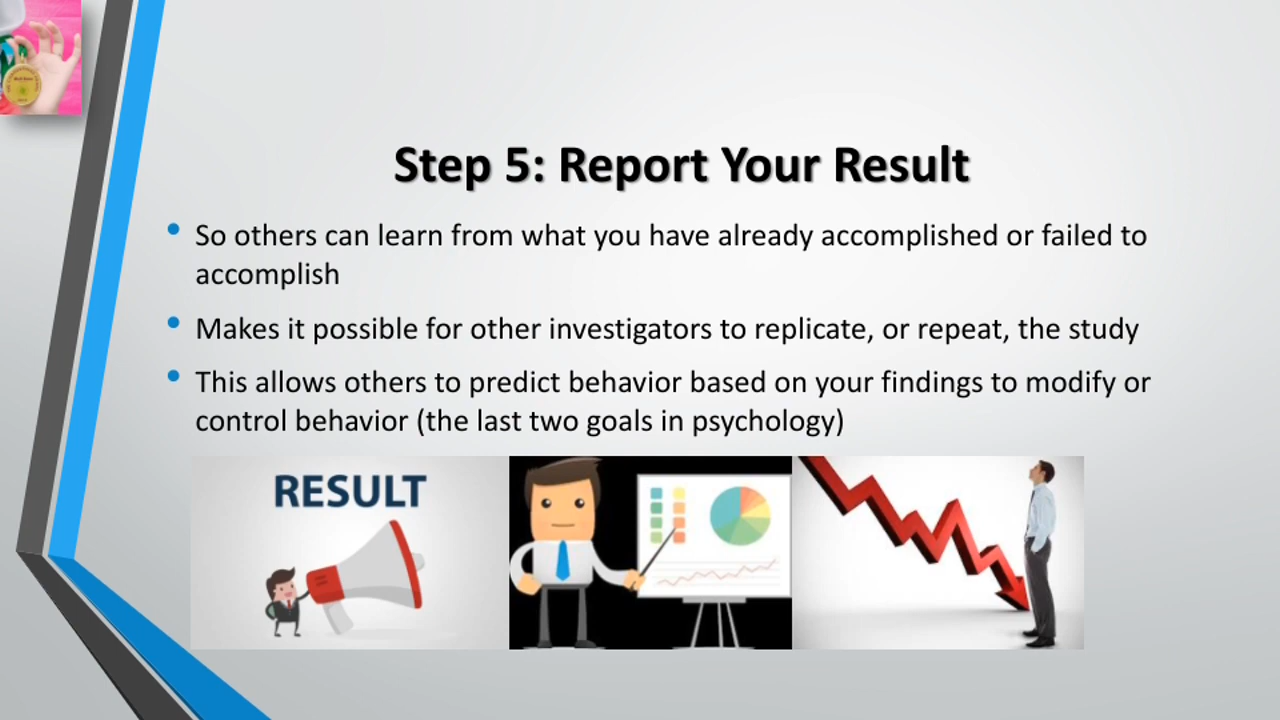 Step 5: Report Your Result
• So others can learn from what you have already accomplished or failed to
accomplish
• Makes it possible for other investigators to replicate, or repeat, the study
• This allows others to predict behavior based on your findings to modify or
control behavior (the last two goals in psychology)
RESULT